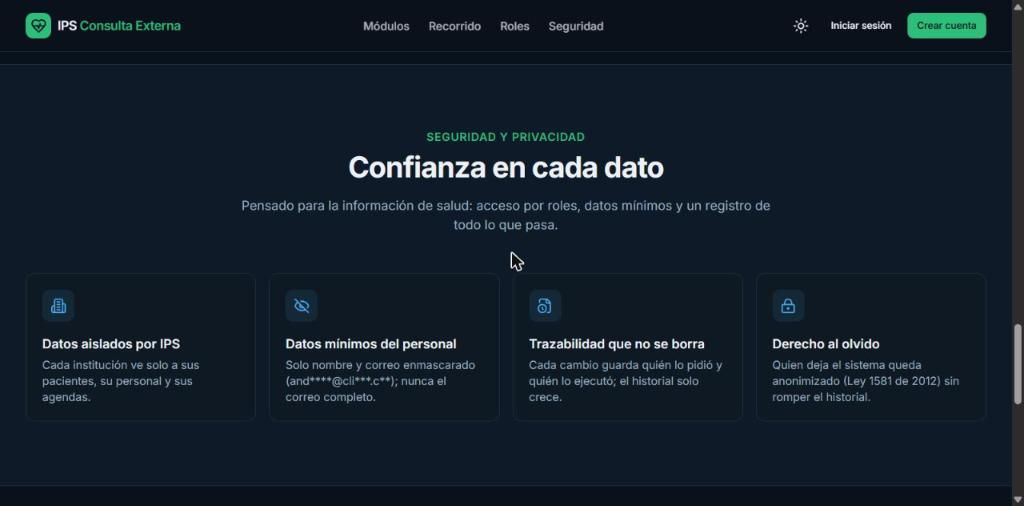 IPS Consulta Externa
Módulos
Recorrido
Roles
Seguridad
Iniciar sesión
Crear cuenta
SEGURIDAD Y PRIVACIDAD
Confianza en cada dato
Pensado para la información de salud: acceso por roles, datos mínimos y un registro de
todo lo que pasa.
Datos aislados por IPS
Cada institución ve solo a sus
pacientes, su personal y sus
agendas.
Datos mínimos del personal
Solo nombre y correo enmascarado
(and****@cli***.c**); nunca el
correo completo.
Trazabilidad que no se borra
Cada cambio guarda quién lo pidió y
quién lo ejecutó; el historial solo
crece.
Derecho al olvido
Quien deja el sistema queda
anonimizado (Ley 1581 de 2012) sin
romper el historial.